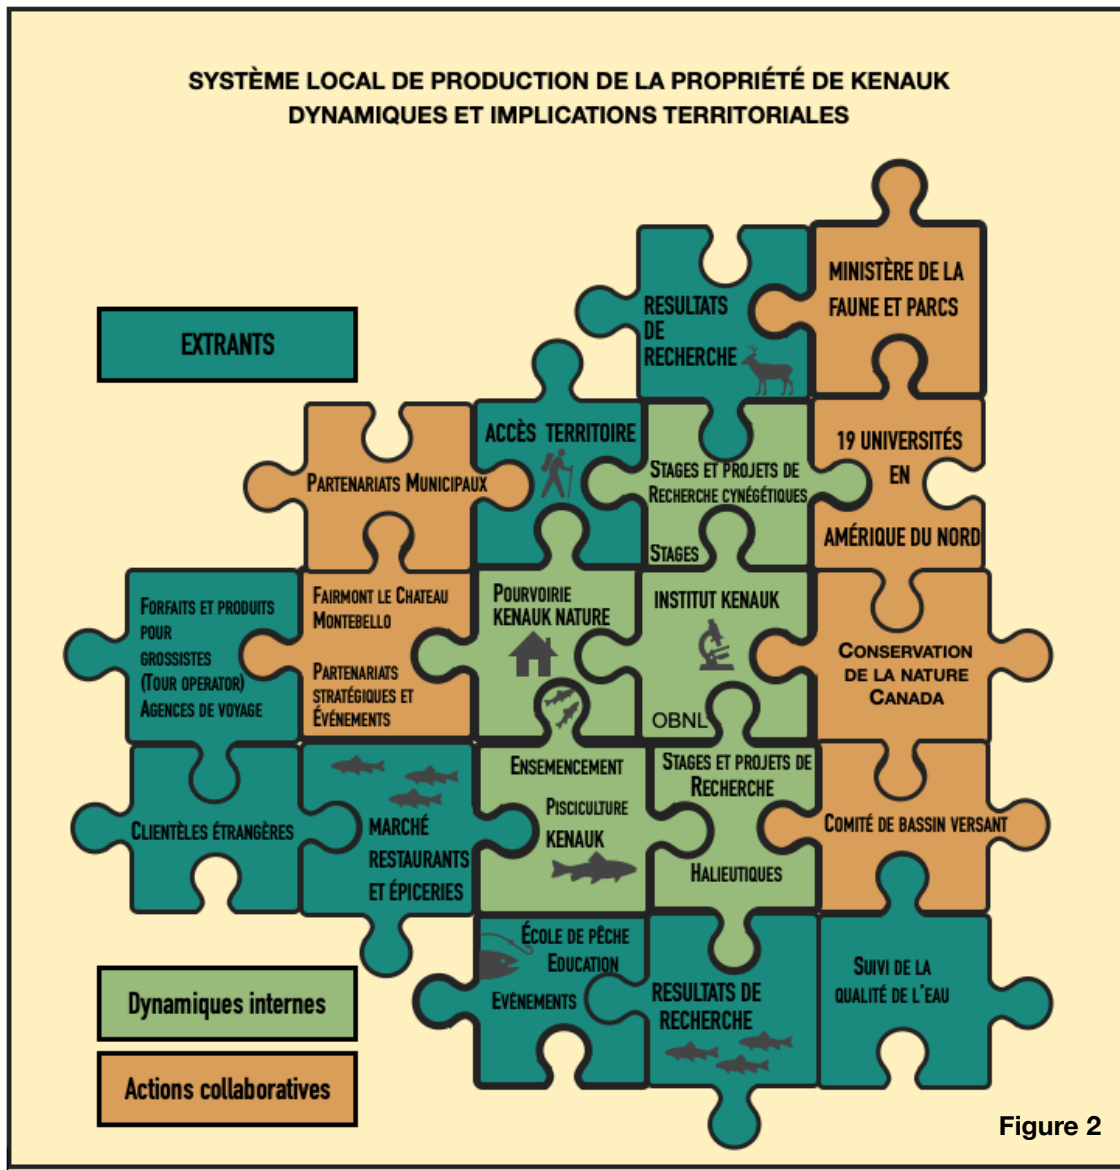 SYSTÈME LOCAL DE PRODUCTION DE LA PROPRIÉTÉ DE KENAUK
DYNAMIQUES ET IMPLICATIONS TERRITORIALES
EXTRANTS
RESULTATS
DE
RECHERCHE
MINISTÈRE DE LA
FAUNE ET PARCS
PARTENARIATS MUNICIPAUX
ACCÈS TERRITOIRE
STAGES ET PROJETS DE
RECHERCHE CYNÉGÉTIQUES
STAGES
19 UNIVERSITÉS
EN
AMÉRIQUE DU NORD
FORFAITS ET PRODUITS
POUR
GROSSISTES
(TOUR OPERATOR)
AGENCES DE VOYAGE
FAIRMONT LE CHATEAU
MONTEBELLO
PARTENARIATS
STRATÉGIQUES ET
ÉVÉNEMENTS
POURVOIRIE
KENAUK NATURE
INSTITUT KENAUK
OBNL
CONSERVATION
DE LA NATURE
CANADA
CLIENTÈLES ÉTRANGÈRES
MARCHÉ
RESTAURANTS
ET ÉPICERIES
ENSEMENCEMENT
PISCICULTURE
KENAUK
STAGES ET PROJETS DE
RECHERCHE
HALIEUTIQUES
COMITÉ DE BASSIN VERSANT
ÉCOLE DE PÊCHE
EDUCATION
EVÊNEMENTS
RESULTATS DE
RECHERCHE
SUIVI DE LA
QUALITÉ DE L'EAU
Dynamiques internes
Actions collaboratives
Figure 2